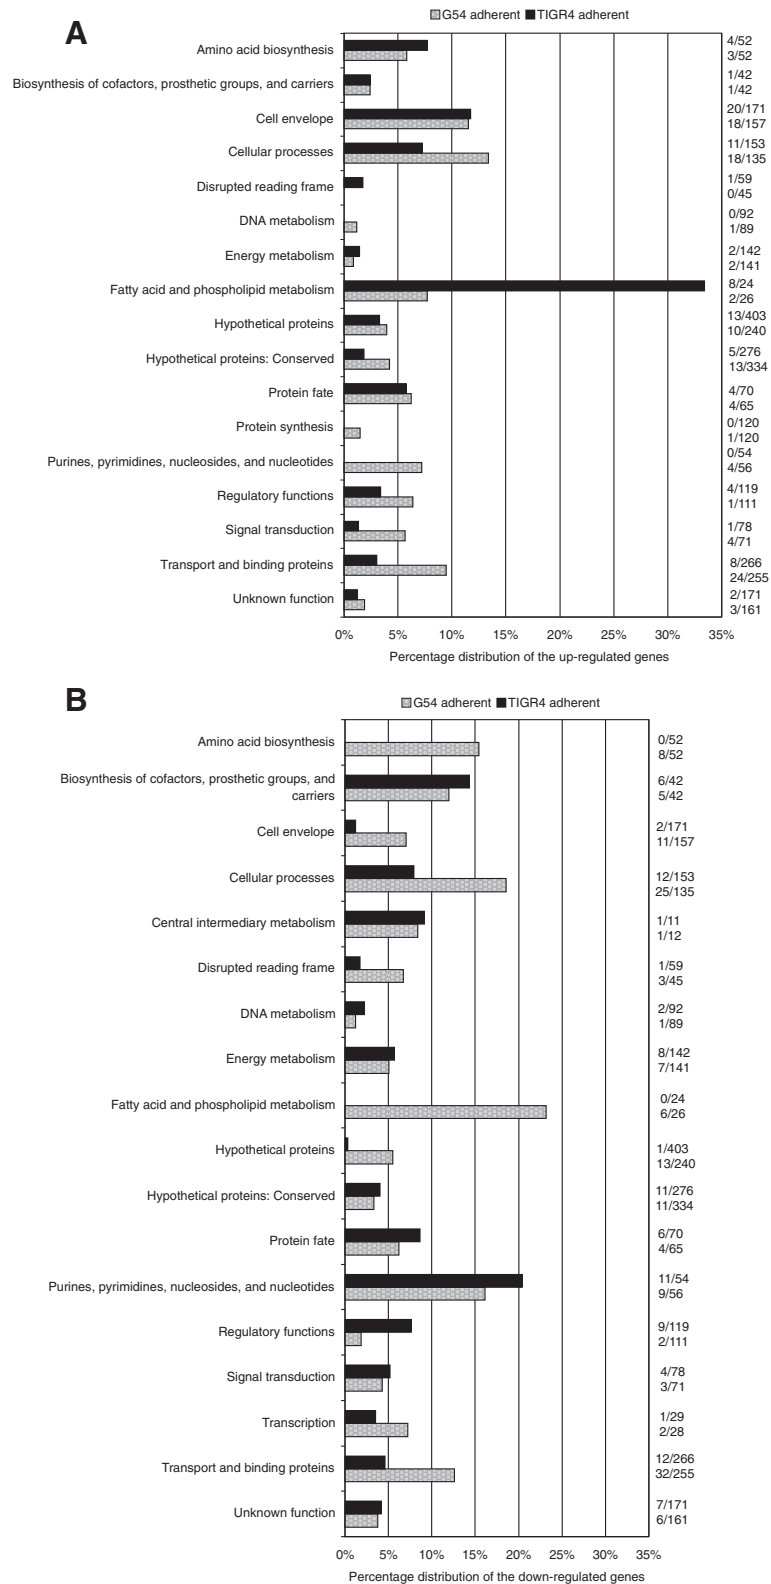 A
G54 adherent TIGR4 adherent
Amino acid biosynthesis 4/52
3/52
Biosynthesis of cofactors, prosthetic groups, and carriers 1/42
1/42
Cell envelope 20/171
18/157
Cellular processes 11/153
18/135
Disrupted reading frame 1/59
0/45
DNA metabolism 0/92
1/89
Energy metabolism 2/142
2/141
Fatty acid and phospholipid metabolism 8/24
2/26
Hypothetical proteins 13/403
10/240
Hypothetical proteins: Conserved 5/276
13/334
Protein fate 4/70
4/65
Protein synthesis 0/120
1/120
Purines, pyrimidines, nucleosides, and nucleotides 0/54
4/56
Regulatory functions 4/119
1/111
Signal transduction 1/78
4/71
Transport and binding proteins 8/266
24/255
Unknown function 2/171
3/161
0% 5% 10% 15% 20% 25% 30% 35%
Percentage distribution of the up-regulated genes
B
G54 adherent TIGR4 adherent
Amino acid biosynthesis 0/52
8/52
Biosynthesis of cofactors, prosthetic groups, and 6/42
carriers 5/42
Cell envelope 2/171
11/157
Cellular processes 12/153
25/135
Central intermediary metabolism 1/11
1/12
Disrupted reading frame 1/59
3/45
DNA metabolism 2/92
1/89
Energy metabolism 8/142
7/141
Fatty acid and phospholipid metabolism 0/24
6/26
Hypothetical proteins 1/403
13/240
Hypothetical proteins: Conserved 11/276
11/334
Protein fate 6/70
4/65
Purines, pyrimidines, nucleosides, and nucleotides 11/54
9/56
Regulatory functions 9/119
2/111
Signal transduction 4/78
3/71
Transcription 1/29
2/28
Transport and binding proteins 12/266
32/255
Unknown function 7/171
6/161
0% 5% 10% 15% 20% 25% 30% 35%
Percentage distribution of the down-regulated genes